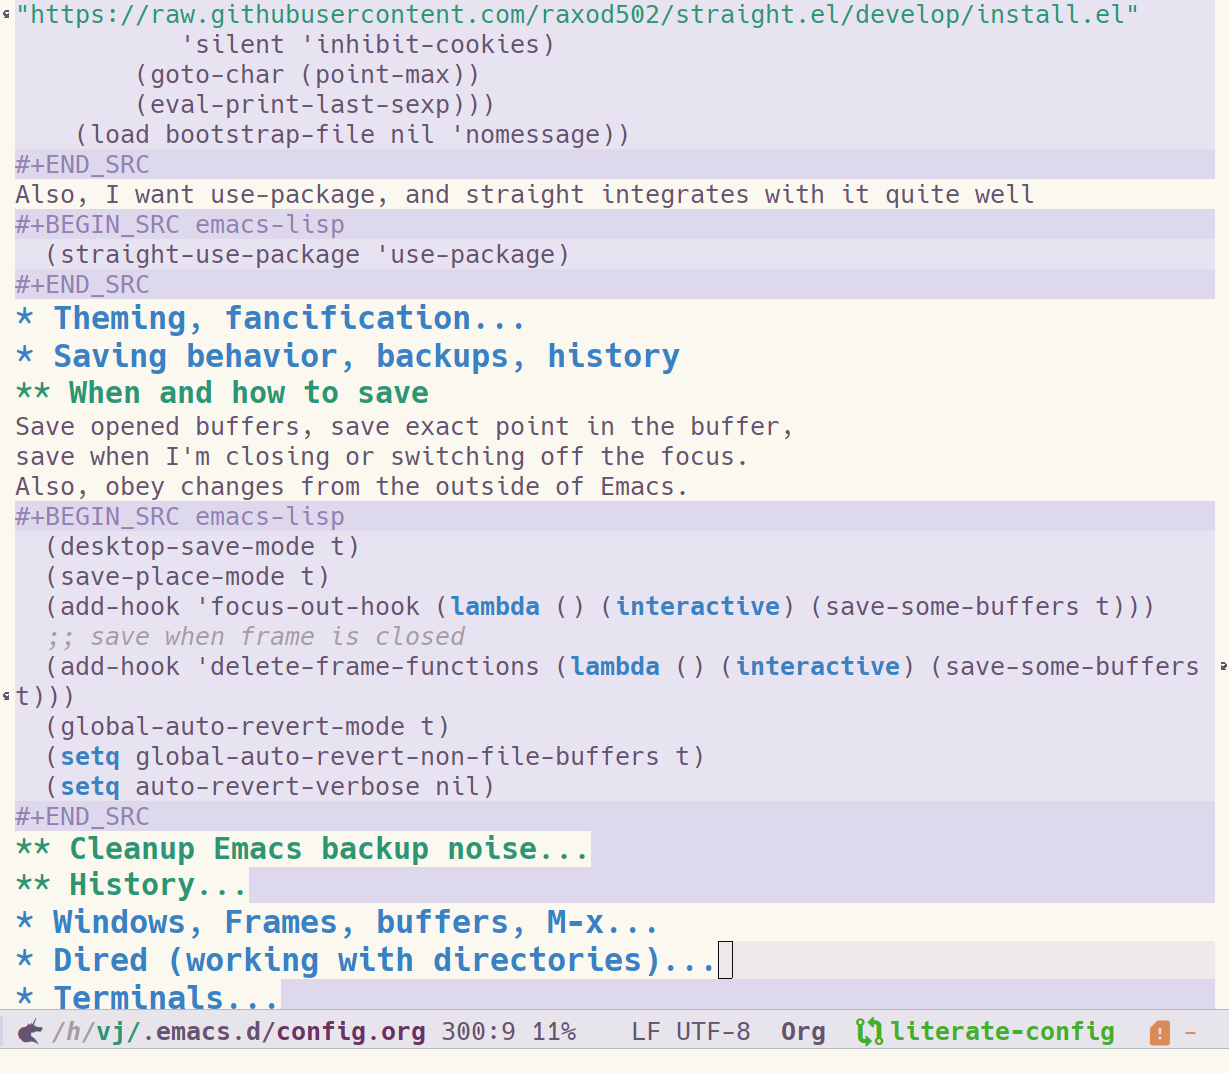 "https://raw.githubusercontent.com/raxod502/straight.el/develop/install.el"
           'silent 'inhibit-cookies)
        (goto-char (point-max))
        (eval-print-last-sexp)))
    (load bootstrap-file nil 'nomessage))
#+END_SRC
Also, I want use-package, and straight integrates with it quite well
#+BEGIN_SRC emacs-lisp
  (straight-use-package 'use-package)
#+END_SRC
* Theming, fancification...
* Saving behavior, backups, history
** When and how to save
Save opened buffers, save exact point in the buffer,
save when I'm closing or switching off the focus.
Also, obey changes from the outside of Emacs.
#+BEGIN_SRC emacs-lisp
  (desktop-save-mode t)
  (save-place-mode t)
  (add-hook 'focus-out-hook (lambda () (interactive) (save-some-buffers t)))
  ;; save when frame is closed
  (add-hook 'delete-frame-functions (lambda () (interactive) (save-some-buffers
t)))
  (global-auto-revert-mode t)
  (setq global-auto-revert-non-file-buffers t)
  (setq auto-revert-verbose nil)
#+END_SRC
** Cleanup Emacs backup noise...
** History...
* Windows, Frames, buffers, M-x...
* Dired (working with directories)...
* Terminals...
/h/vj/.emacs.d/config.org 300:9 11% LF UTF-8 Org literate-config ! -